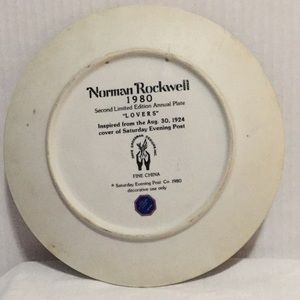 Norman Rockwell
1980
Second Limited Edition Annual Plate
"LOVERS"
Inspired from the Aug. 30, 1924
cover of Saturday Evening Post
FINE CHINA
® Saturday Evening Post Co. 1980
decorative use only